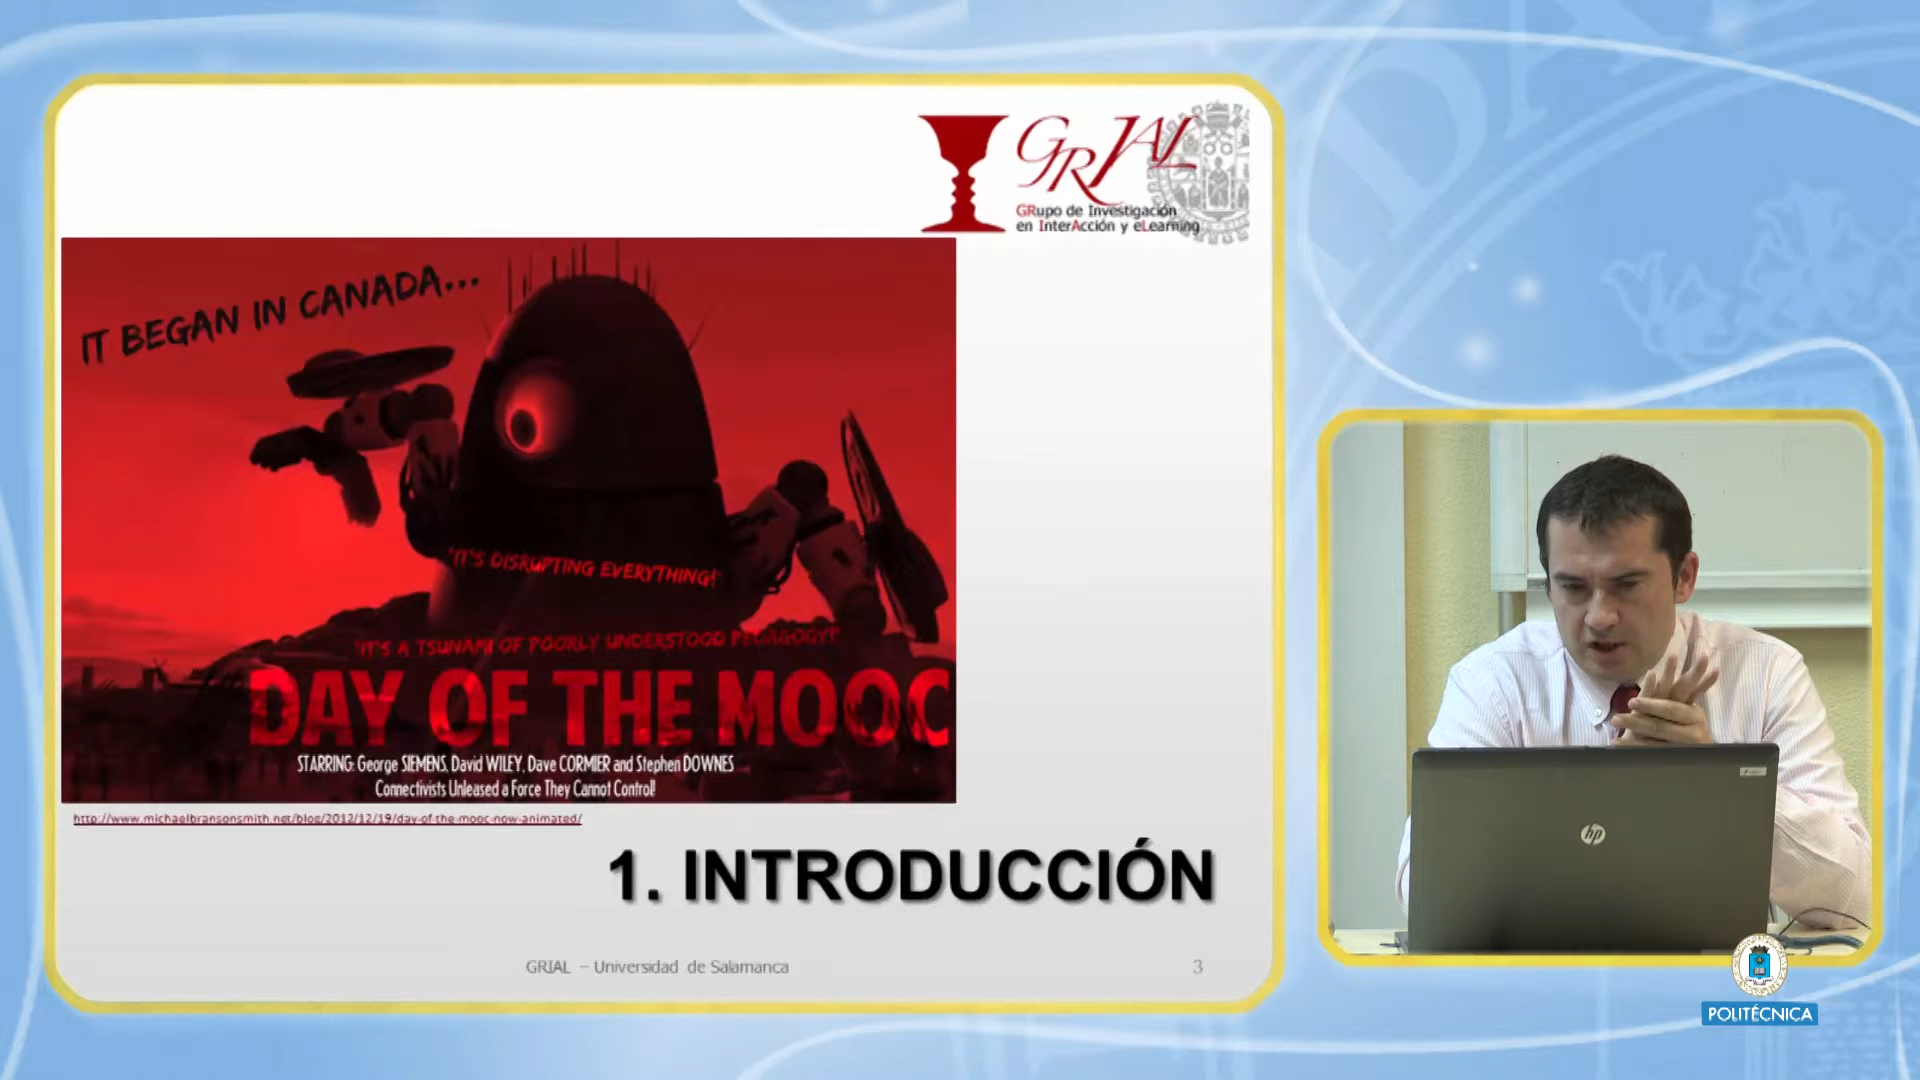 GRIAL
GRupo de Investigación
en InterAcción y eLearning
IT BEGAN IN CANADA...
"IT'S DISRUPTING EVERYTHING!"
"IT'S A TSUNAMI OF POORLY UNDERSTOOD PEDAGOGY!"
DAY OF THE MOOC
STARRING: George SIEMENS, David WILEY, Dave CORMIER and Stephen DOWNES
Connectivists Unleased a Force They Cannot Control!
http://www.michaelbransonsmith.net/blog/2012/12/19/day-of-the-mooc-now-animated/
1. INTRODUCCIÓN
GRIAL – Universidad de Salamanca
3
hp
POLITÉCNICA